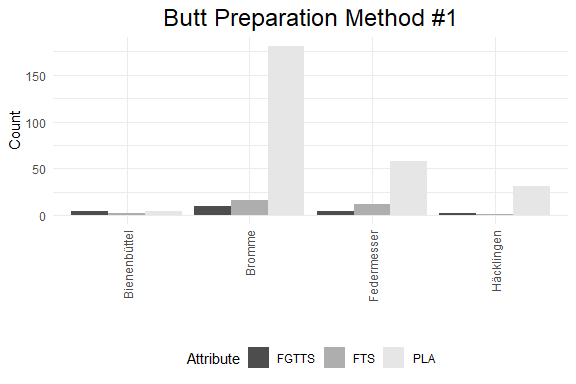 Butt Preparation Method #1
Count
150
100
50
0
Bienenbüttel
Bromme
Federmesser
Häcklingen
Attribute FGTTS FTS PLA